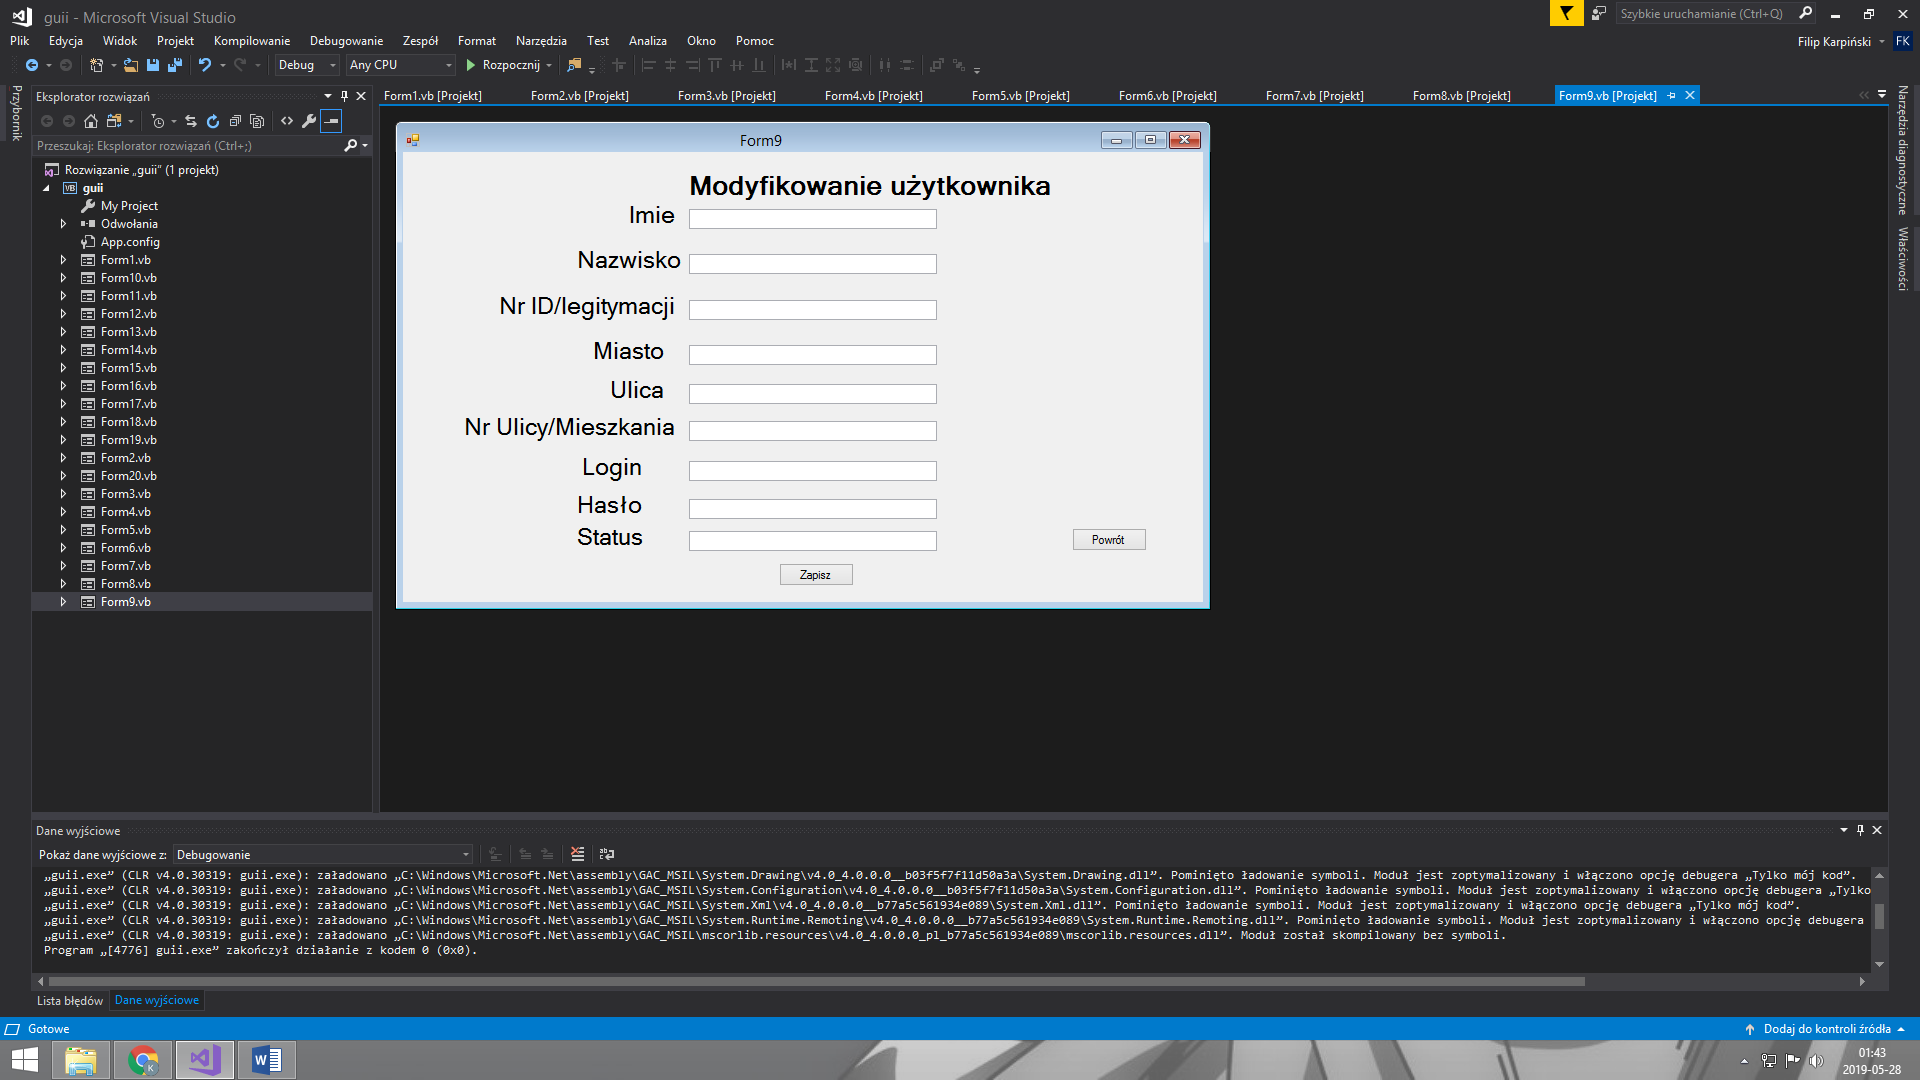 guii - Microsoft Visual Studio
Szybkie uruchamianie (Ctrl+Q)
Plik Edycja Widok Projekt Kompilowanie Debugowanie Zespół Format Narzędzia Test Analiza Okno Pomoc
Filip Karpiński FK
Debug Any CPU Rozpocznij
Przybornik
Eksplorator rozwiązań
Przeszukaj: Eksplorator rozwiązań (Ctrl+;)
Rozwiązanie „guii” (1 projekt)
VB guii
My Project
Odwołania
App.config
Form1.vb
Form10.vb
Form11.vb
Form12.vb
Form13.vb
Form14.vb
Form15.vb
Form16.vb
Form17.vb
Form18.vb
Form19.vb
Form2.vb
Form20.vb
Form3.vb
Form4.vb
Form5.vb
Form6.vb
Form7.vb
Form8.vb
Form9.vb
Form1.vb [Projekt] Form2.vb [Projekt] Form3.vb [Projekt] Form4.vb [Projekt] Form5.vb [Projekt] Form6.vb [Projekt] Form7.vb [Projekt] Form8.vb [Projekt] Form9.vb [Projekt]
Form9
Modyfikowanie użytkownika
Imie
Nazwisko
Nr ID/legitymacji
Miasto
Ulica
Nr Ulicy/Mieszkania
Login
Hasło
Status
Powrót
Zapisz
Narzędzia diagnostyczne
Właściwości
Dane wyjściowe
Pokaż dane wyjściowe z: Debugowanie
„guii.exe” (CLR v4.0.30319: guii.exe): załadowano „C:\Windows\Microsoft.Net\assembly\GAC_MSIL\System.Drawing\v4.0_4.0.0.0__b03f5f7f11d50a3a\System.Drawing.dll”. Pominięto ładowanie symboli. Moduł jest zoptymalizowany i włączono opcję debugera „Tylko mój kod”.
„guii.exe” (CLR v4.0.30319: guii.exe): załadowano „C:\Windows\Microsoft.Net\assembly\GAC_MSIL\System.Configuration\v4.0_4.0.0.0__b03f5f7f11d50a3a\System.Configuration.dll”. Pominięto ładowanie symboli. Moduł jest zoptymalizowany i włączono opcję debugera „Tylko
„guii.exe” (CLR v4.0.30319: guii.exe): załadowano „C:\Windows\Microsoft.Net\assembly\GAC_MSIL\System.Xml\v4.0_4.0.0.0__b77a5c561934e089\System.Xml.dll”. Pominięto ładowanie symboli. Moduł jest zoptymalizowany i włączono opcję debugera „Tylko mój kod”.
„guii.exe” (CLR v4.0.30319: guii.exe): załadowano „C:\Windows\Microsoft.Net\assembly\GAC_MSIL\System.Runtime.Remoting\v4.0_4.0.0.0__b77a5c561934e089\System.Runtime.Remoting.dll”. Pominięto ładowanie symboli. Moduł jest zoptymalizowany i włączono opcję debugera
„guii.exe” (CLR v4.0.30319: guii.exe): załadowano „C:\Windows\Microsoft.Net\assembly\GAC_MSIL\mscorlib.resources\v4.0_4.0.0.0_pl_b77a5c561934e089\mscorlib.resources.dll”. Moduł został skompilowany bez symboli.
Program „[4776] guii.exe” zakończył działanie z kodem 0 (0x0).
Lista błędów Dane wyjściowe
Gotowe
Dodaj do kontroli źródła
01:43
2019-05-28